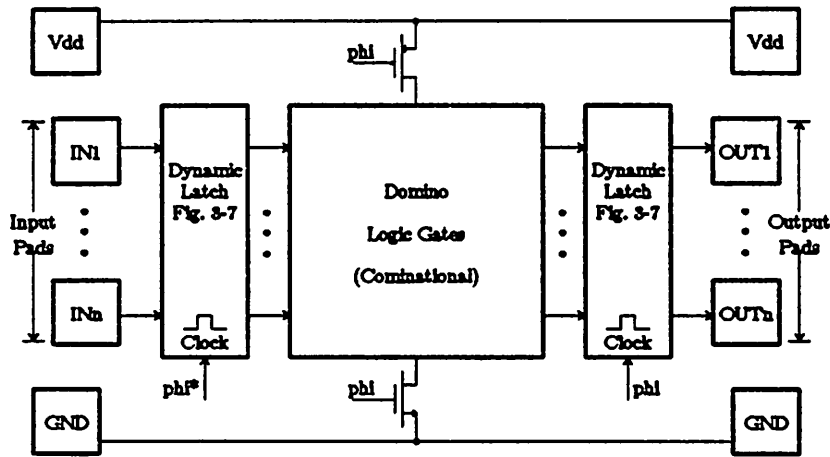 Vdd
Vdd
phi
IN1
Dynamic
Latch
Fig. 3-7
Domino
Logic Gates
(Cominational)
Dynamic
Latch
Fig. 3-7
OUT1
Input
Pads
Output
Pads
INn
Clock
Clock
OUTn
phi*
phi
phi
GND
GND